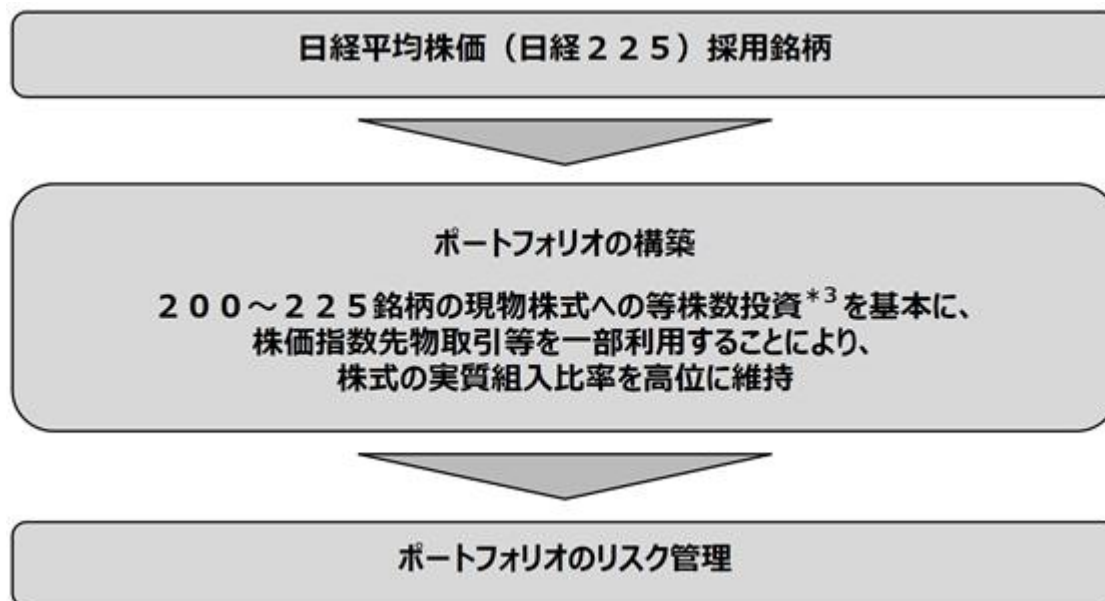 日経平均株価（日経２２５）採用銘柄
ポートフォリオの構築
２００～２２５銘柄の現物株式への等株数投資＊３を基本に、
株価指数先物取引等を一部利用することにより、
株式の実質組入比率を高位に維持
ポートフォリオのリスク管理